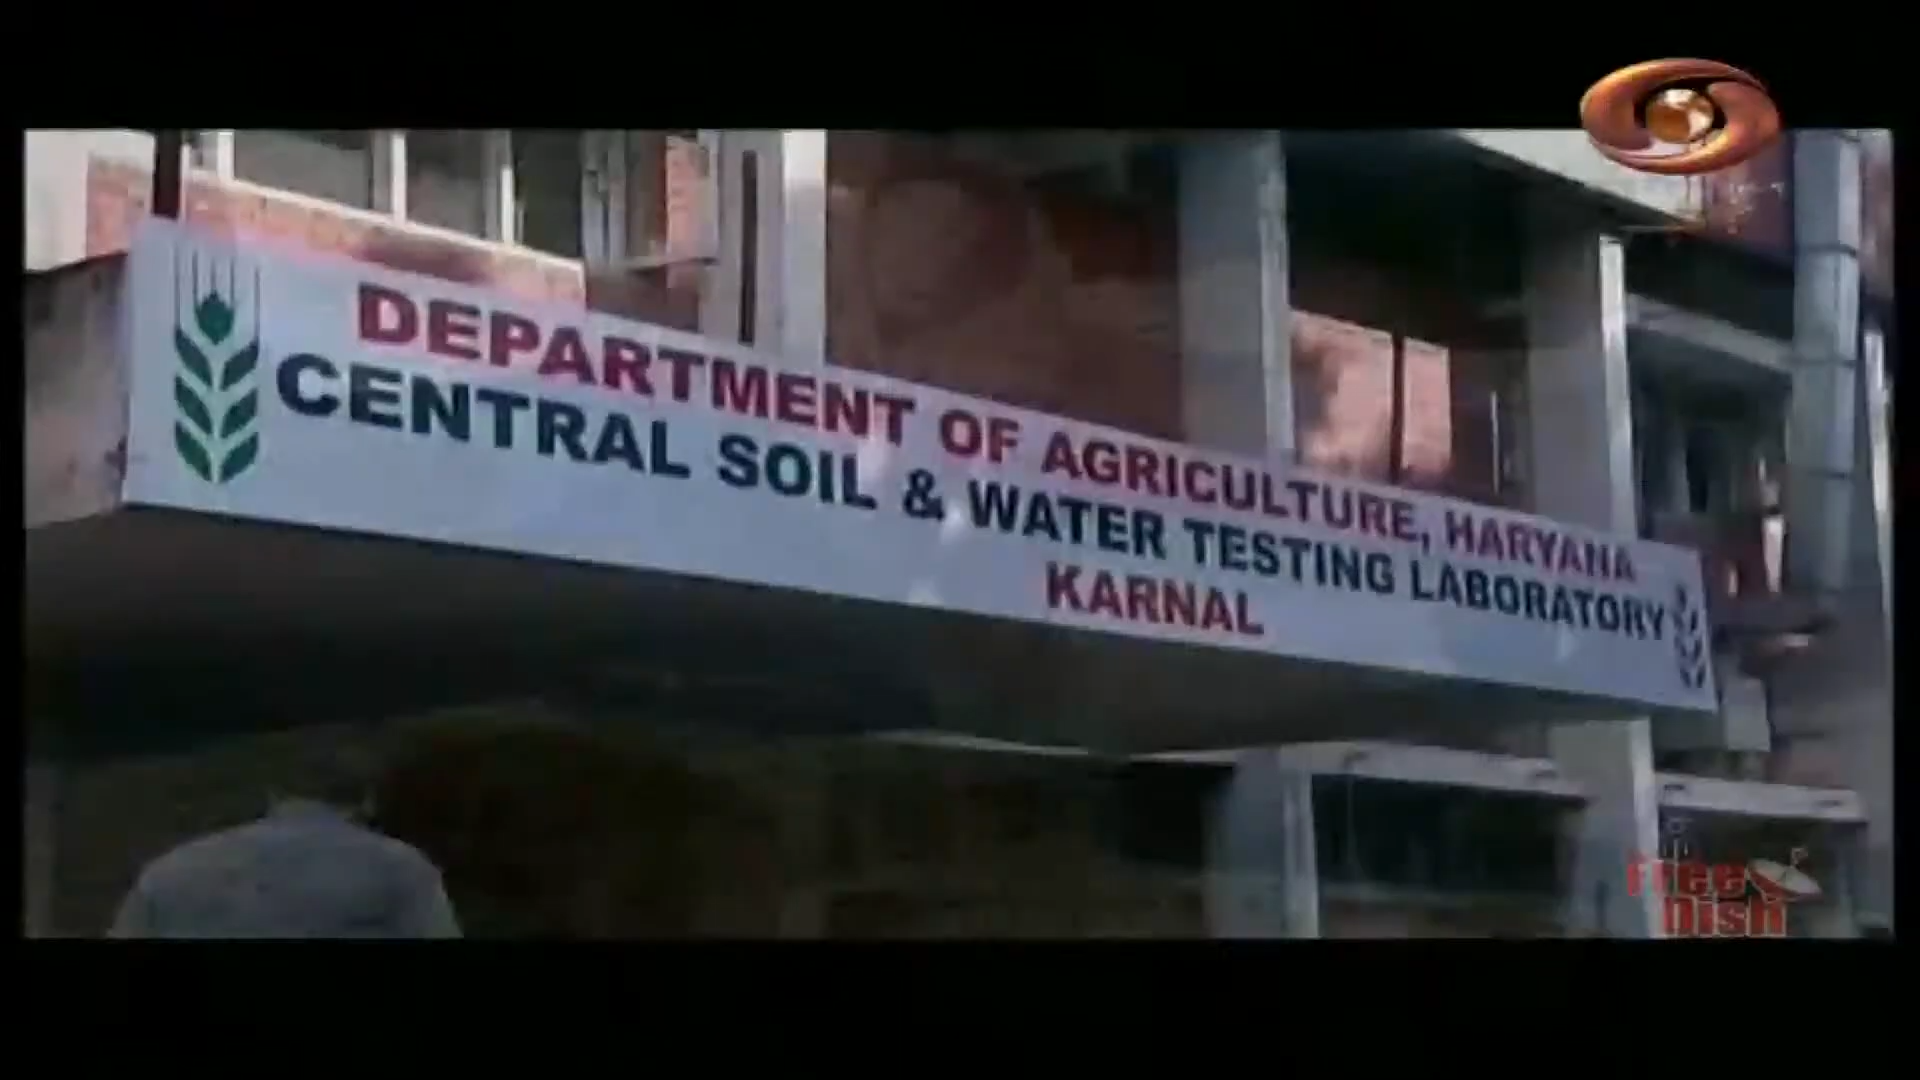 DEPARTMENT OF AGRICULTURE, HARYANA
CENTRAL SOIL & WATER TESTING LABORATORY
KARNAL
Free
Dish